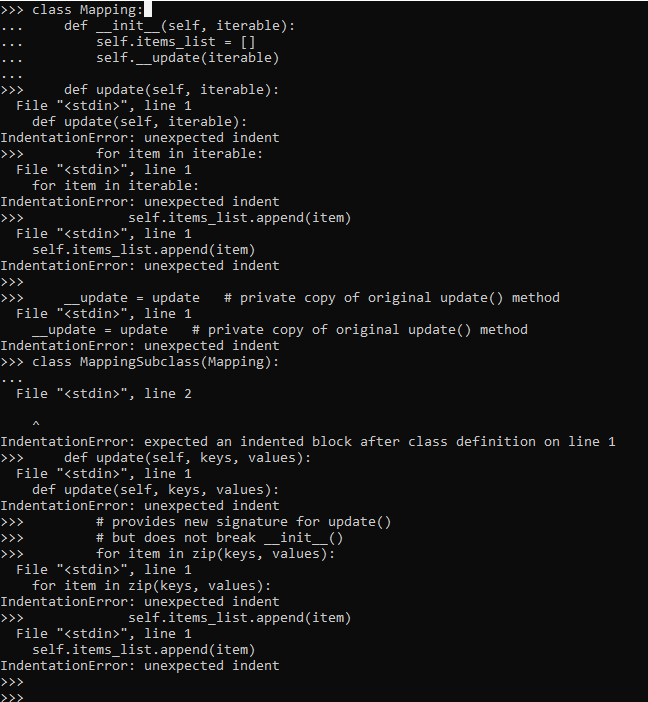 >>> class Mapping:
...     def __init__(self, iterable):
...         self.items_list = []
...         self.__update(iterable)
...
>>>     def update(self, iterable):
  File "<stdin>", line 1
    def update(self, iterable):
IndentationError: unexpected indent
>>>         for item in iterable:
  File "<stdin>", line 1
    for item in iterable:
IndentationError: unexpected indent
>>>             self.items_list.append(item)
  File "<stdin>", line 1
    self.items_list.append(item)
IndentationError: unexpected indent
>>>
>>>     __update = update   # private copy of original update() method
  File "<stdin>", line 1
    __update = update   # private copy of original update() method
IndentationError: unexpected indent
>>> class MappingSubclass(Mapping):
...
  File "<stdin>", line 2

    ^
IndentationError: expected an indented block after class definition on line 1
>>>     def update(self, keys, values):
  File "<stdin>", line 1
    def update(self, keys, values):
IndentationError: unexpected indent
>>>         # provides new signature for update()
>>>         # but does not break __init__()
>>>         for item in zip(keys, values):
  File "<stdin>", line 1
    for item in zip(keys, values):
IndentationError: unexpected indent
>>>             self.items_list.append(item)
  File "<stdin>", line 1
    self.items_list.append(item)
IndentationError: unexpected indent
>>>
>>>